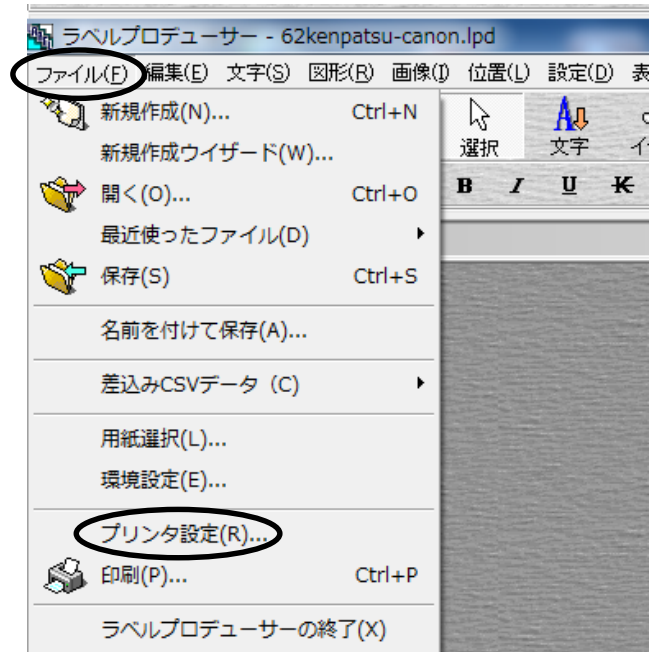 ラベルプロデューサー - 62kenpatsu-canon.lpd
ファイル(F) 編集(E) 文字(S) 図形(R) 画像(I) 位置(L) 設定(D) 表
新規作成(N)... Ctrl+N
新規作成ウイザード(W)...
開く(O)... Ctrl+O
最近使ったファイル(D)
保存(S) Ctrl+S
名前を付けて保存(A)...
差込みCSVデータ（C)
用紙選択(L)...
環境設定(E)...
プリンタ設定(R)...
印刷(P)... Ctrl+P
ラベルプロデューサーの終了(X)
選択 文字
B I U K